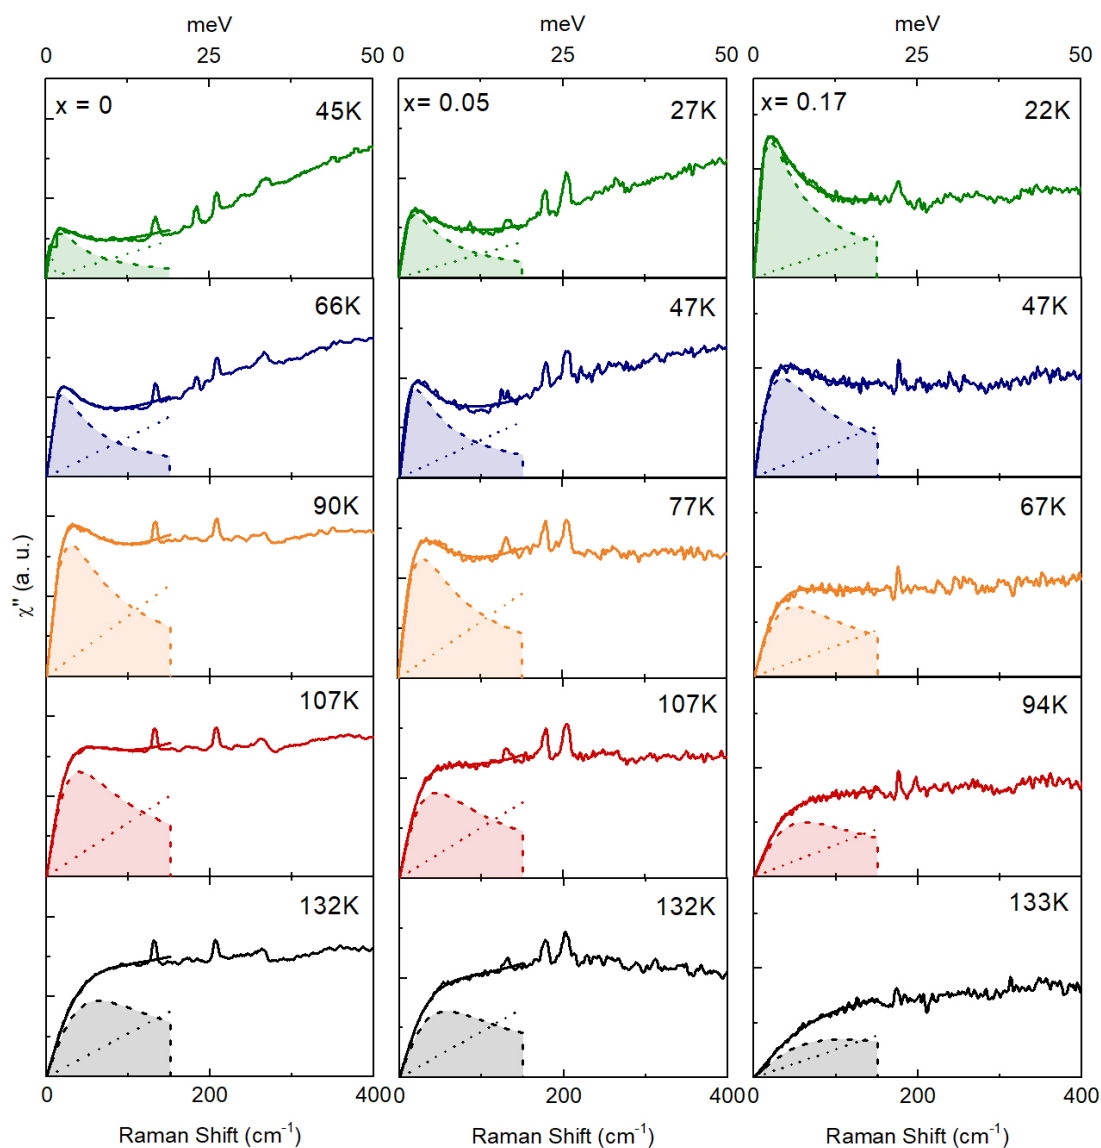 meV meV meV
0 25 50 0 25 50 0 25 50
x = 0 45K x= 0.05 27K x= 0.17 22K
66K 47K 47K
90K 77K 67K
χ'' (a. u.)
107K 107K 94K
132K 132K 133K
0 200 400 0 200 400 0 200 400
Raman Shift (cm-1) Raman Shift (cm-1) Raman Shift (cm-1)